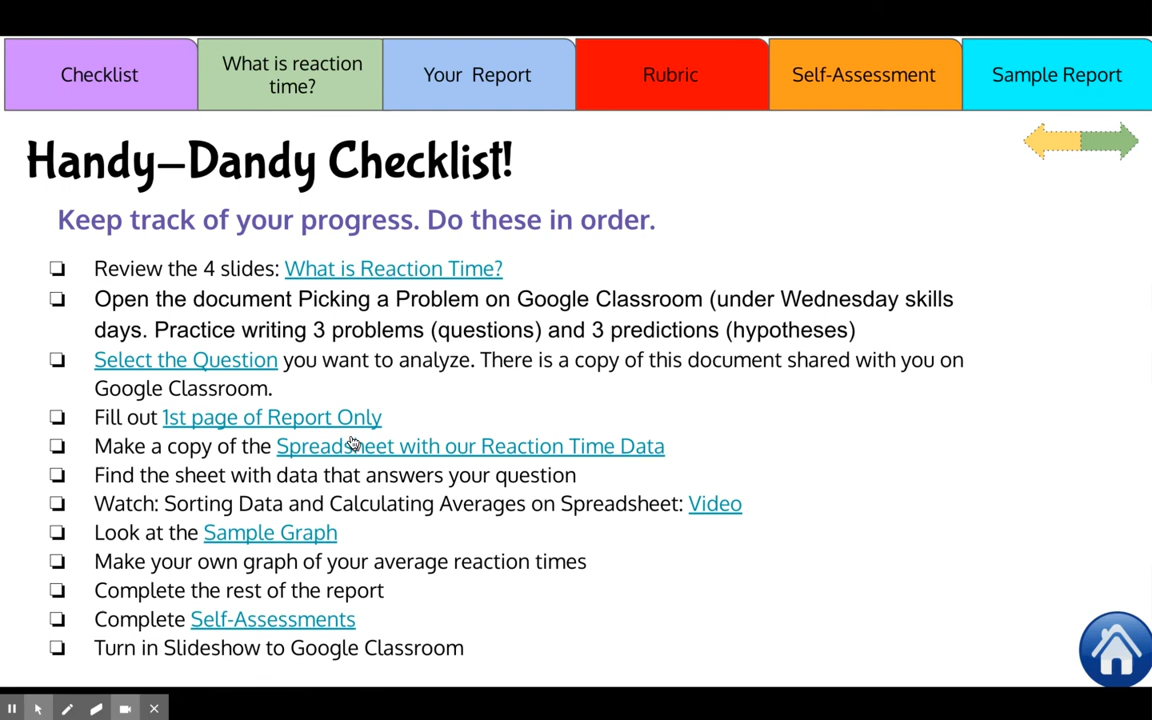 Checklist
What is reaction
time?
Your Report
Rubric
Self-Assessment
Sample Report
Handy-Dandy Checklist!
Keep track of your progress. Do these in order.
Review the 4 slides: What is Reaction Time?
Open the document Picking a Problem on Google Classroom (under Wednesday skills
days. Practice writing 3 problems (questions) and 3 predictions (hypotheses)
Select the Question you want to analyze. There is a copy of this document shared with you on
Google Classroom.
Fill out 1st page of Report Only
Make a copy of the Spreadsheet with our Reaction Time Data
Find the sheet with data that answers your question
Watch: Sorting Data and Calculating Averages on Spreadsheet: Video
Look at the Sample Graph
Make your own graph of your average reaction times
Complete the rest of the report
Complete Self-Assessments
Turn in Slideshow to Google Classroom